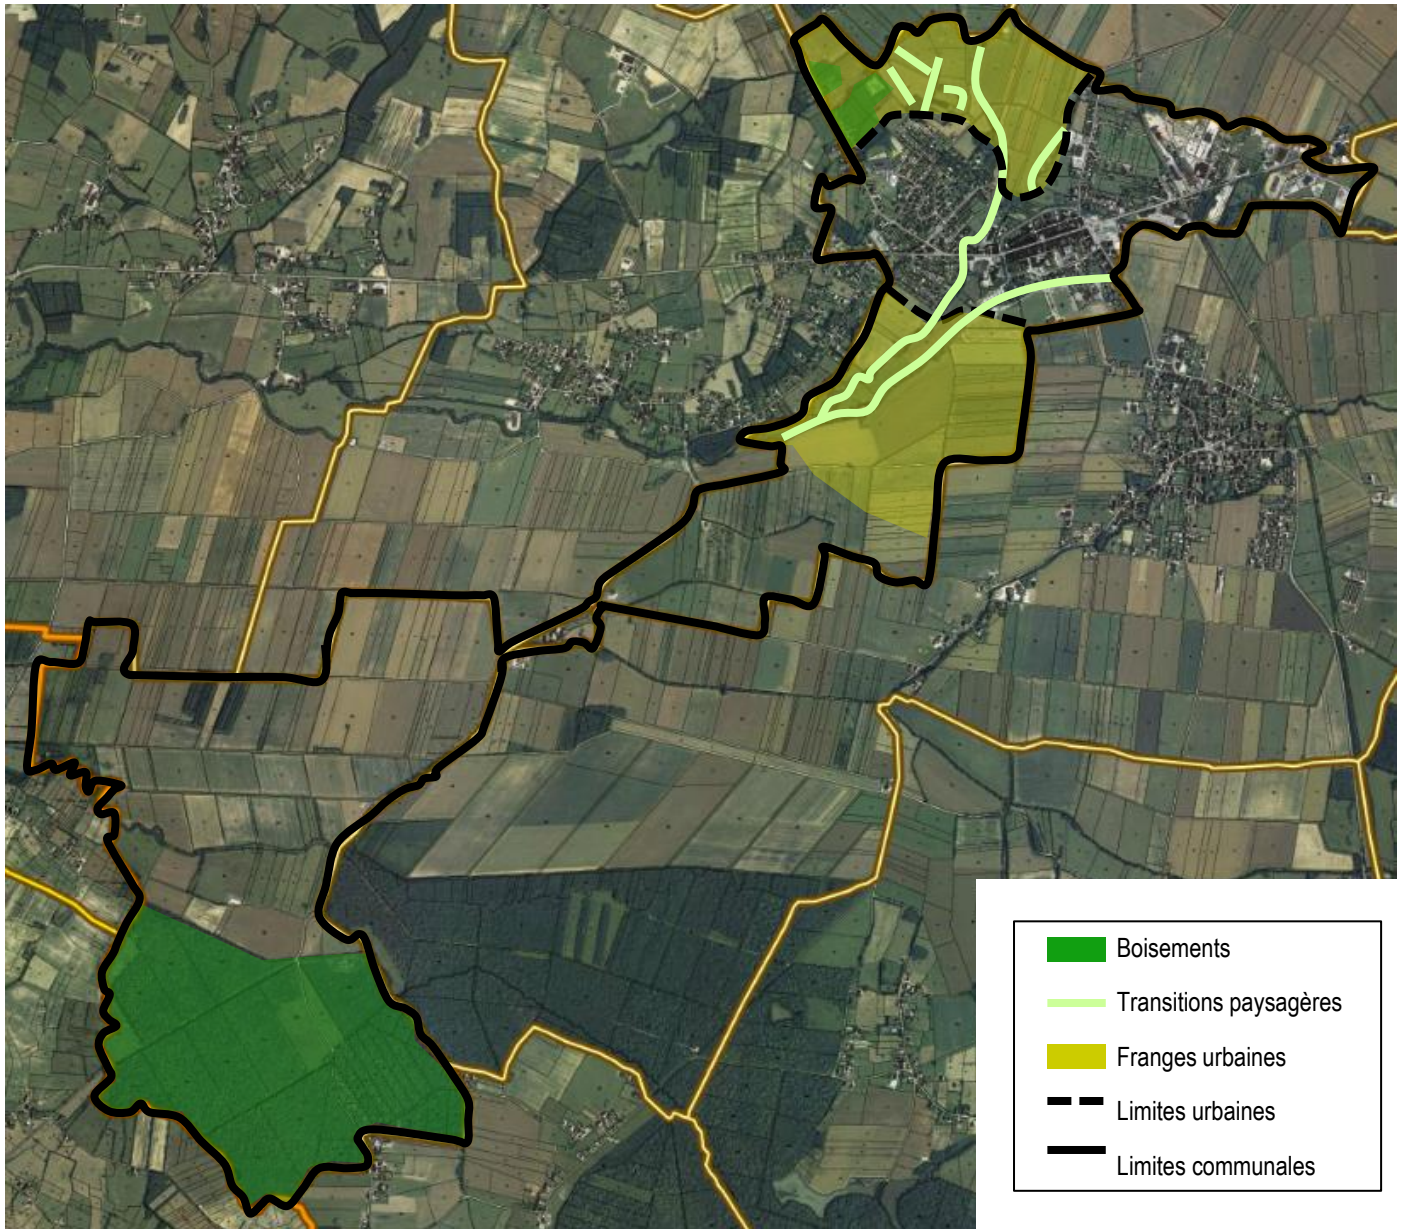 Boisements
Transitions paysagères
Franges urbaines
Limites urbaines
Limites communales